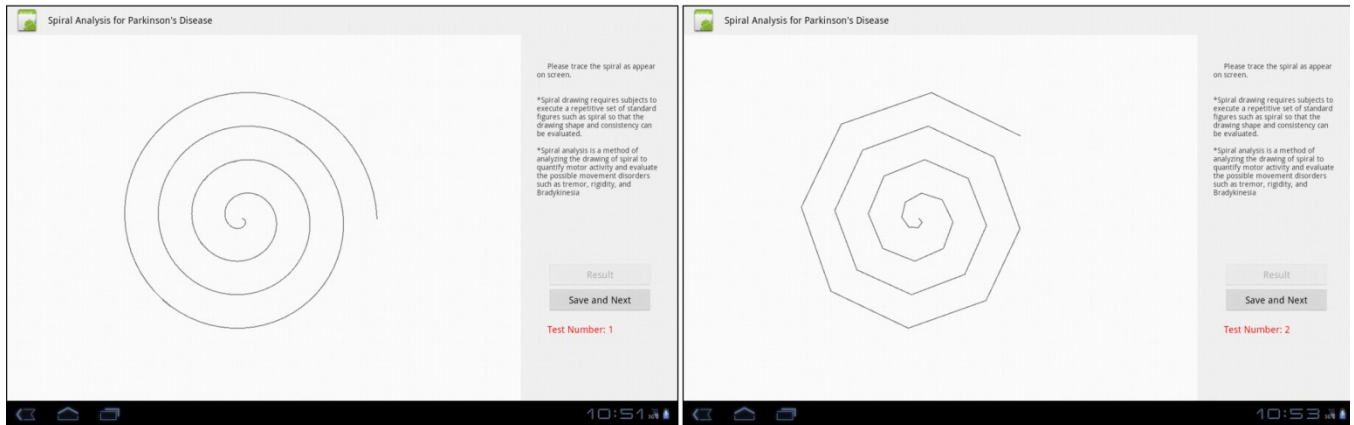 Spiral Analysis for Parkinson's Disease
Please trace the spiral as appear
on screen.
*Spiral drawing requires subjects to
execute a repetitive set of standard
figures such as spiral so that the
drawing shape and consistency can
be evaluated.
*Spiral analysis is a method of
analyzing the drawing of spiral to
quantify motor activity and evaluate
the possible movement disorders
such as tremor, rigidity, and
Bradykinesia
Result
Save and Next
Test Number: 1
10:51
Spiral Analysis for Parkinson's Disease
Please trace the spiral as appear
on screen.
*Spiral drawing requires subjects to
execute a repetitive set of standard
figures such as spiral so that the
drawing shape and consistency can
be evaluated.
*Spiral analysis is a method of
analyzing the drawing of spiral to
quantify motor activity and evaluate
the possible movement disorders
such as tremor, rigidity, and
Bradykinesia
Result
Save and Next
Test Number: 2
10:53